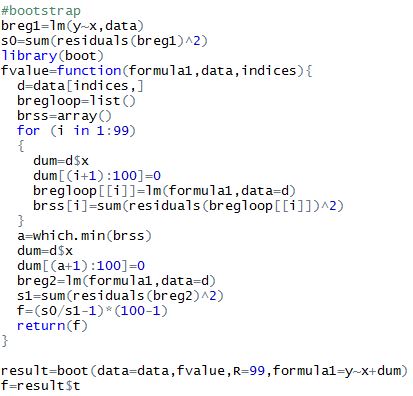 #bootstrap
breg1=lm(y~x,data)
s0=sum(residuals(breg1)^2)
library(boot)
fvalue=function(formula1,data,indices){
  d=data[indices,]
  bregloop=list()
  brss=array()
  for (i in 1:99)
  {
    dum=d$x
    dum[(i+1):100]=0
    bregloop[[i]]=lm(formula1,data=d)
    brss[i]=sum(residuals(bregloop[[i]])^2)
  }
  a=which.min(brss)
  dum=d$x
  dum[(a+1):100]=0
  breg2=lm(formula1,data=d)
  s1=sum(residuals(breg2)^2)
  f=(s0/s1-1)*(100-1)
  return(f)
}
result=boot(data=data,fvalue,R=99,formula1=y~x+dum)
f=result$t